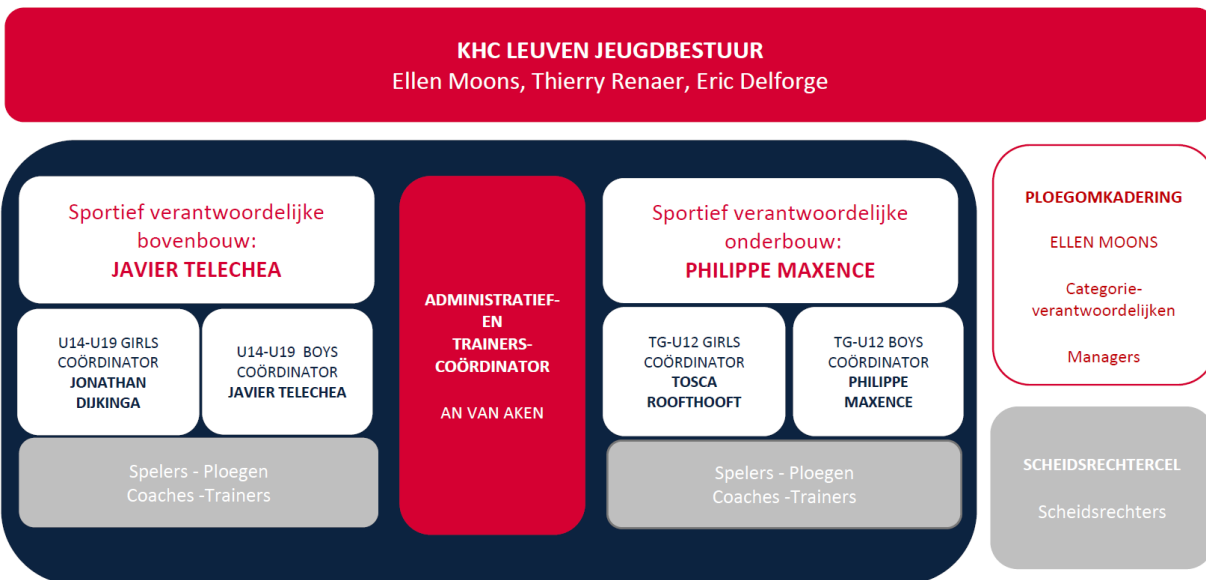 KHC LEUVEN JEUGDBESTUUR
Ellen Moons, Thierry Renaer, Eric Delforge
Sportief verantwoordelijke
bovenbouw:
JAVIER TELECHEA
U14-U19 GIRLS
COÖRDINATOR
JONATHAN
DIJKINGA
U14-U19 BOYS
COÖRDINATOR
JAVIER TELECHEA
Spelers - Ploegen
Coaches -Trainers
ADMINISTRATIEF-
EN
TRAINERS-
COÖRDINATOR
AN VAN AKEN
Sportief verantwoordelijke
onderbouw:
PHILIPPE MAXENCE
TG-U12 GIRLS
COÖRDINATOR
TOSCA
ROOFTHOOFT
TG-U12 BOYS
COÖRDINATOR
PHILIPPE
MAXENCE
Spelers - Ploegen
Coaches -Trainers
PLOEGOMKADERING
ELLEN MOONS
Categorie-
verantwoordelijken
Managers
SCHEIDSRECHTERCEL
Scheidsrechters